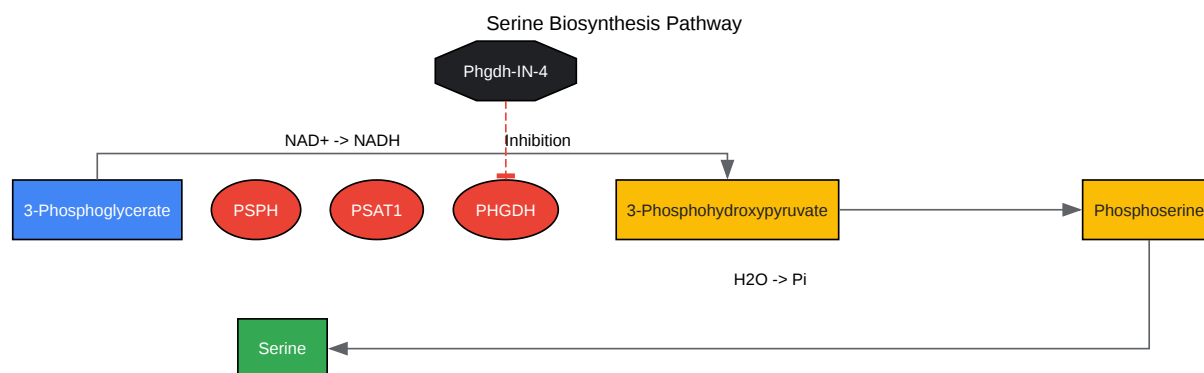 Serine Biosynthesis Pathway
Phgdh-IN-4
NAD+ -> NADH
Inhibition
3-Phosphoglycerate
PSPH
PSAT1
PHGDH
3-Phosphohydroxypyruvate
Phosphoserine
H2O -> Pi
Serine